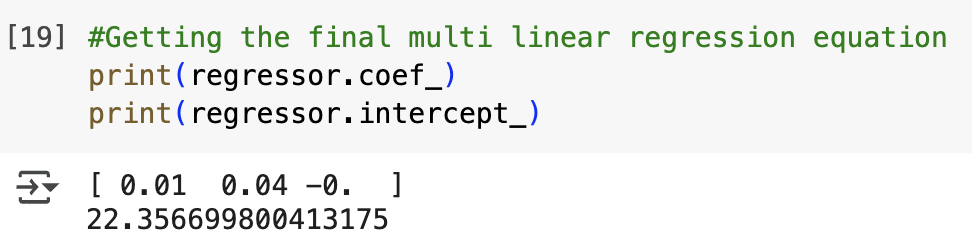 [19] #Getting the final multi linear regression equation
print(regressor.coef_)
print(regressor.intercept_)
[ 0.01  0.04 -0.  ]
22.356699800413175